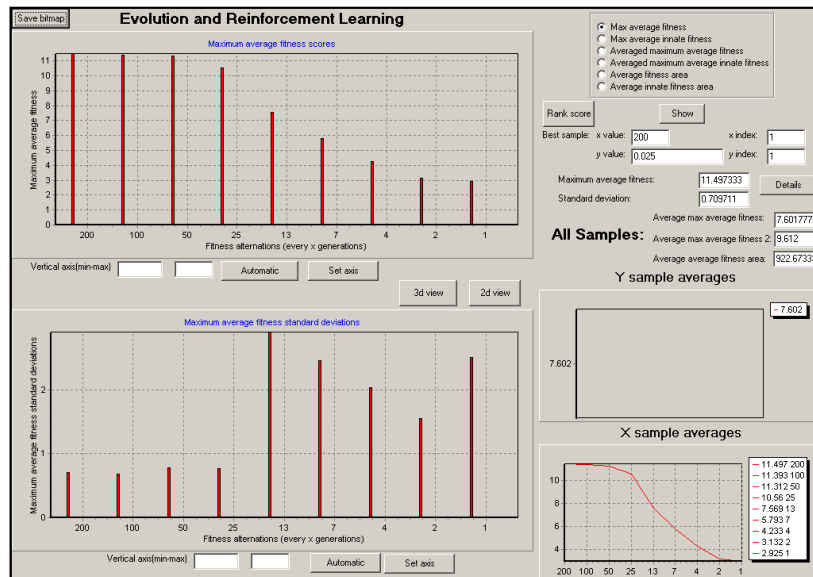 Save bitmap
Evolution and Reinforcement Learning
Maximum average fitness scores
Maximum average fitness
11
10
9
8
7
6
5
4
3
2
1
0
200 100 50 25 13 7 4 2 1
Fitness alternations (every x generations)
Vertical axis(min-max)
Automatic
Set axis
3d view
2d view
Maximum average fitness standard deviations
Maximum average fitness standard deviations
2
1
0
200 100 50 25 13 7 4 2 1
Fitness alternations (every x generations)
Vertical axis(min-max)
Automatic
Set axis
Max average fitness
Max average innate fitness
Averaged maximum average fitness
Averaged maximum average innate fitness
Average fitness area
Average innate fitness area
Rank score
Show
Best sample: x value: 200 x index: 1
y value: 0.025 y index: 1
Maximum average fitness: 11.497333
Standard deviation: 0.709711
Details
All Samples:
Average max average fitness: 7.601777
Average max average fitness 2: 9.612
Average average fitness area: 922.67333
Y sample averages
7.602
7.602
X sample averages
10
8
6
4
200 100 50 25 13 7 4 2 1
11.497 200
11.393 100
11.312 50
10.56 25
7.569 13
5.793 7
4.233 4
3.132 2
2.925 1